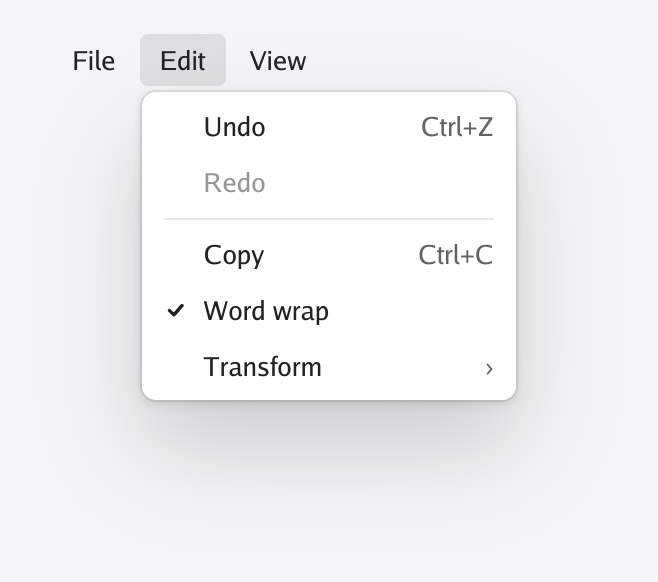 File Edit View
Undo Ctrl+Z
Redo
Copy Ctrl+C
Word wrap
Transform